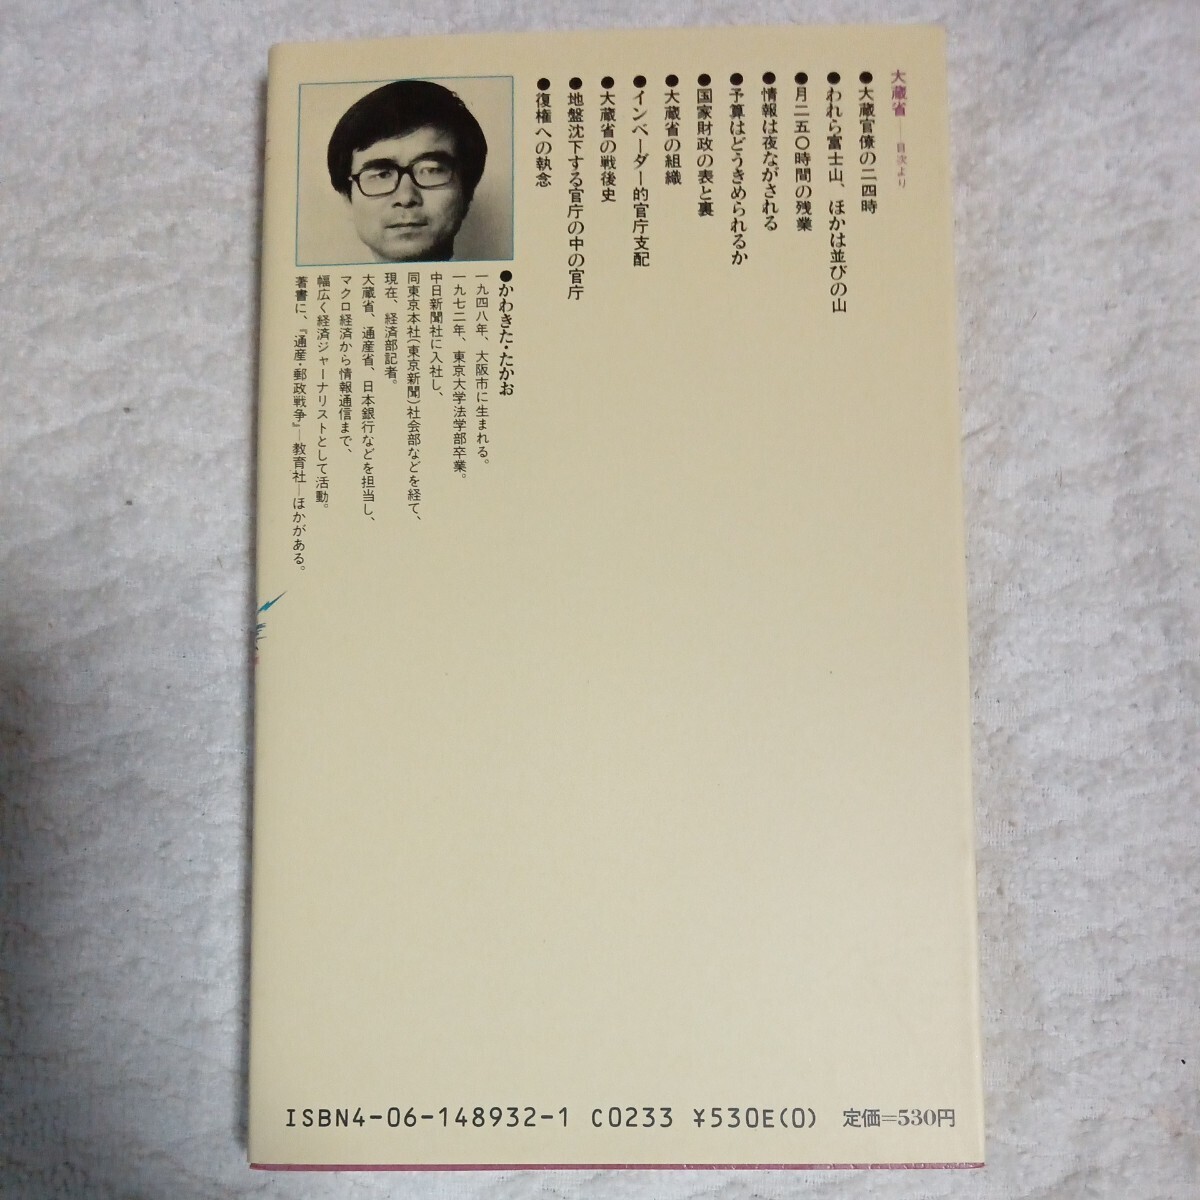 大蔵省——目次より
●大蔵官僚の二四時
●われら富士山、ほかは並びの山
●月二五〇時間の残業
●情報は夜ながされる
●予算はどうきめられるか
●国家財政の表と裏
●大蔵省の組織
●インベーダー的官庁支配
●大蔵省の戦後史
●地盤沈下する官庁の中の官庁
●復権への執念
●かわきた・たかお
一九四八年、大阪市に生まれる。
一九七二年、東京大学法学部卒業。
中日新聞社に入社し、
同東京本社(東京新聞)社会部などを経て、
現在、経済部記者。
大蔵省、通産省、日本銀行などを担当し、
マクロ経済から情報通信まで、
幅広く経済ジャーナリストとして活動。
著書に、『通産・郵政戦争』—教育社—ほかがある。
ISBN4-06-148932-1 C0233 ¥530E(0) 定価=530円